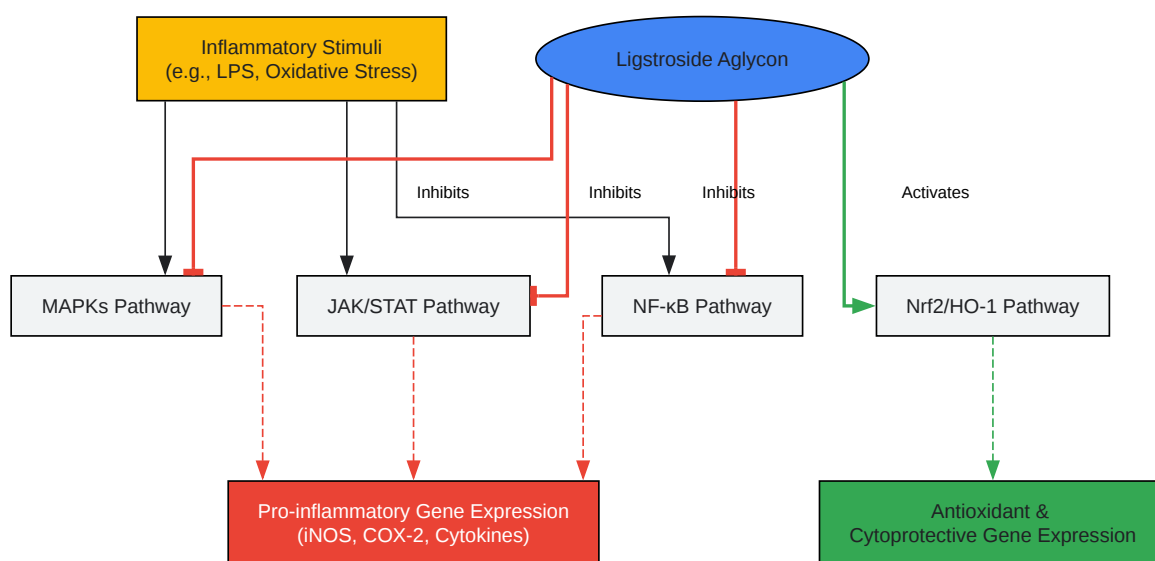 Inflammatory Stimuli
(e.g., LPS, Oxidative Stress)
Ligstroside Aglycon
Inhibits
Inhibits
Inhibits
Activates
MAPKs Pathway
JAK/STAT Pathway
NF-κB Pathway
Nrf2/HO-1 Pathway
Pro-inflammatory Gene Expression
(iNOS, COX-2, Cytokines)
Antioxidant &
Cytoprotective Gene Expression